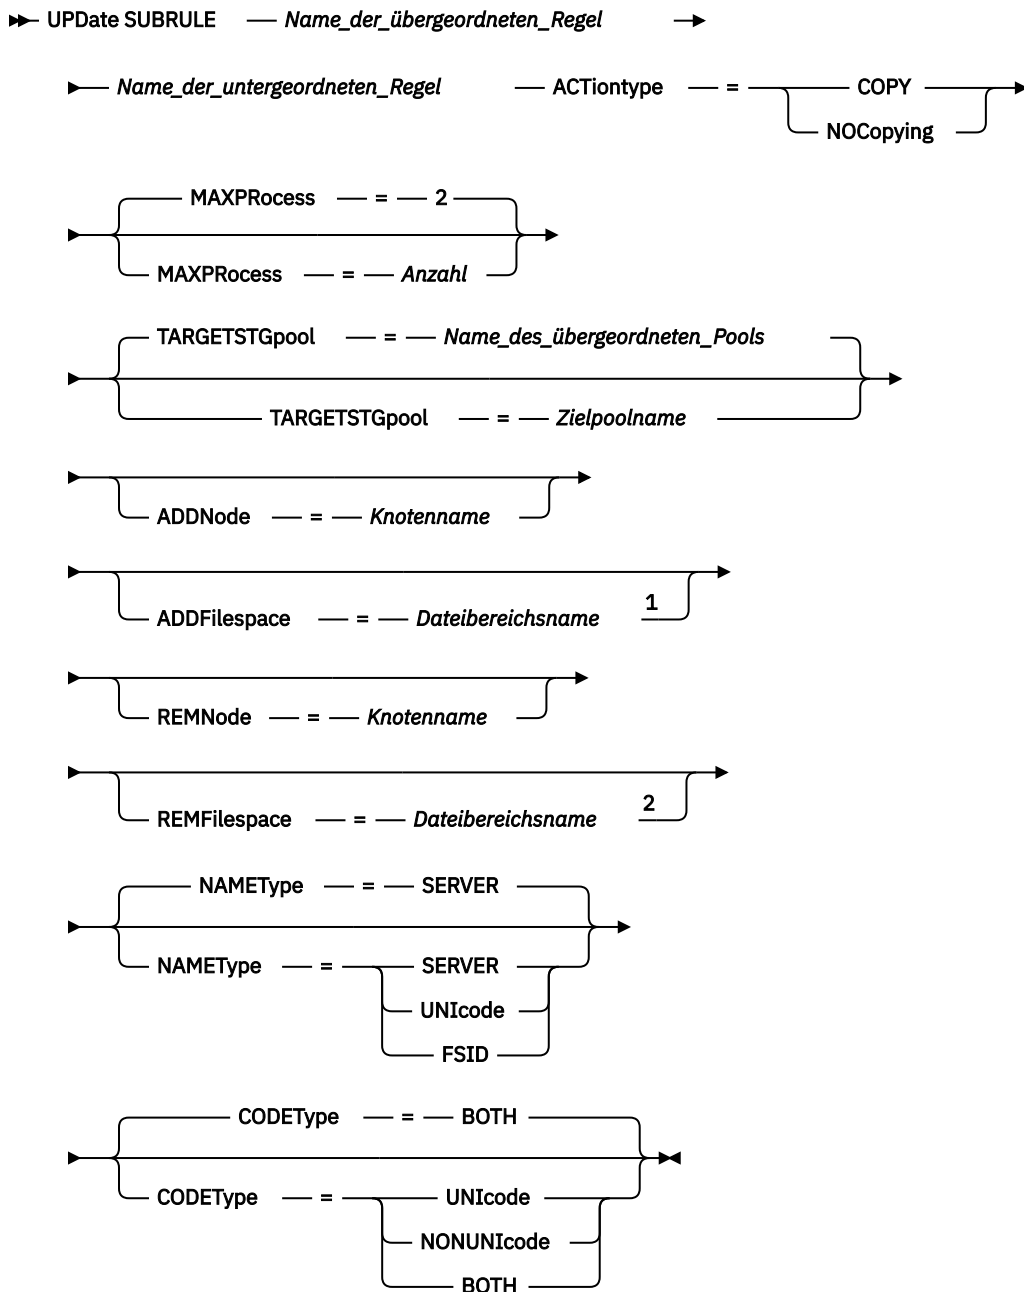 UPDate SUBRULE Name_der_übergeordneten_Regel
Name_der_untergeordneten_Regel ACTiontype = COPY
NOCopying
MAXPRocess = 2
MAXPRocess = Anzahl
TARGETSTGpool = Name_des_übergeordneten_Pools
TARGETSTGpool = Zielpoolname
ADDNode = Knotenname
ADDFilespace = Dateibereichsname 1
REMNode = Knotenname
REMFilespace = Dateibereichsname 2
NAMEType = SERVER
NAMEType = SERVER
UNIcode
FSID
CODEType = BOTH
CODEType = UNIcode
NONUNIcode
BOTH